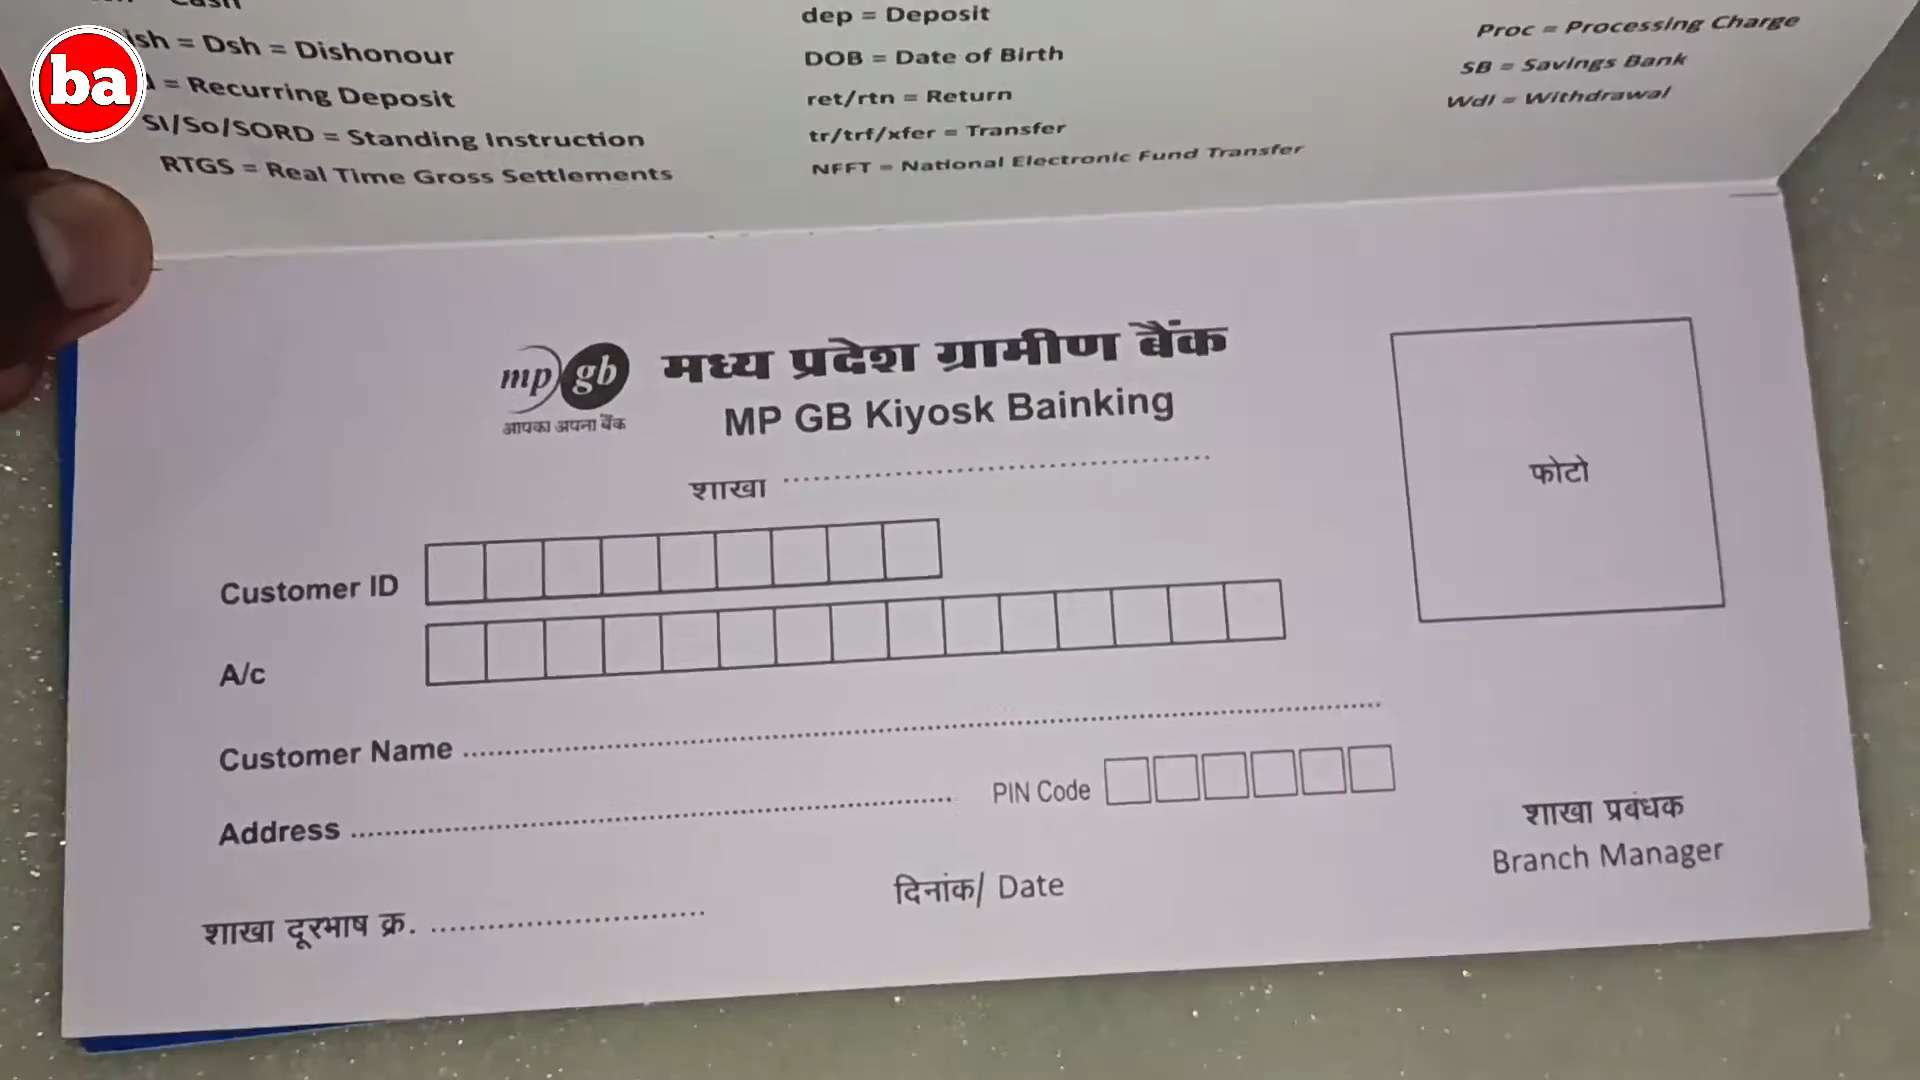 ba
= Dsh = Dishonour
= Recurring Deposit
SI/So/SORD = Standing Instruction
RTGS = Real Time Gross Settlements
dep = Deposit
DOB = Date of Birth
ret/rtn = Return
tr/trf/xfer = Transfer
NFFT = National Electronic Fund Transfer
Proc = Processing Charge
SB = Savings Bank
Wdl = Withdrawal
mp gb मध्य प्रदेश ग्रामीण बैंक
आपका अपना बैंक
MP GB Kiyosk Bainking
शाखा
फोटो
Customer ID
A/c
Customer Name
Address
PIN Code
शाखा प्रबंधक
Branch Manager
शाखा दूरभाष क्र.
दिनांक/ Date